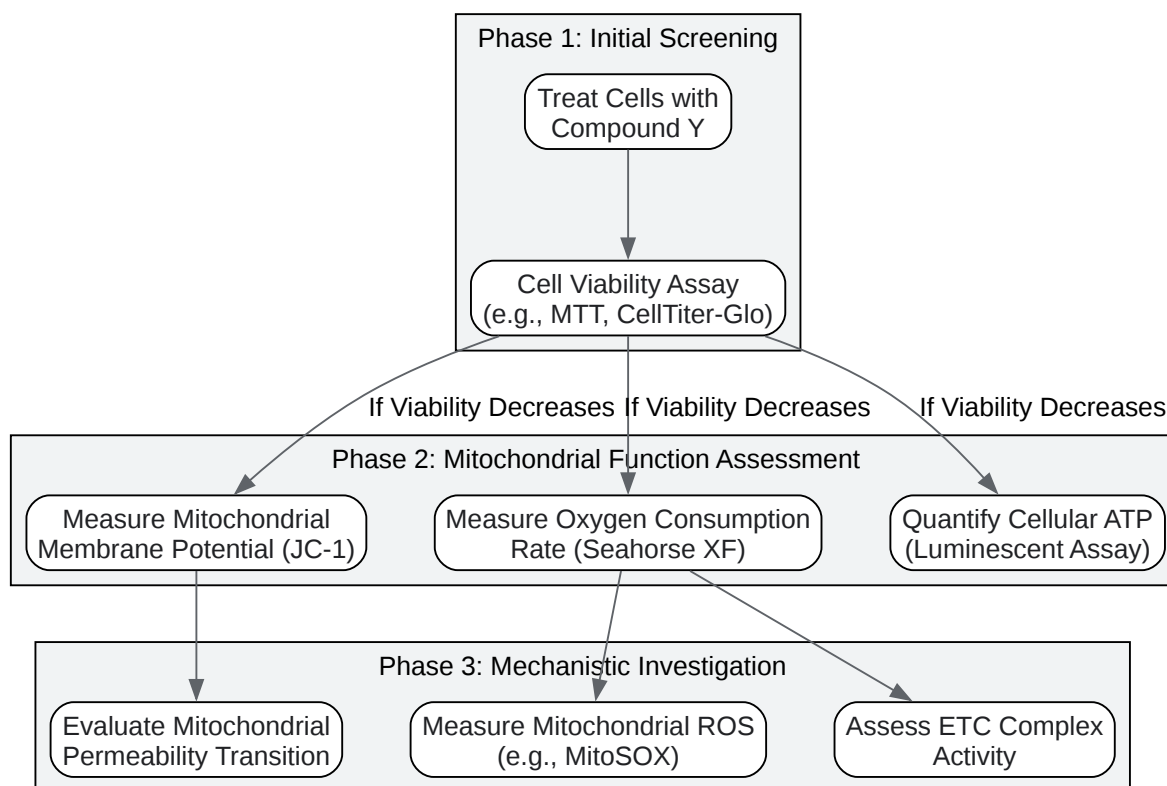 Phase 1: Initial Screening
Treat Cells with
Compound Y
Cell Viability Assay
(e.g., MTT, CellTiter-Glo)
If Viability Decreases
If Viability Decreases
If Viability Decreases
Phase 2: Mitochondrial Function Assessment
Measure Mitochondrial
Membrane Potential (JC-1)
Measure Oxygen Consumption
Rate (Seahorse XF)
Quantify Cellular ATP
(Luminescent Assay)
Phase 3: Mechanistic Investigation
Evaluate Mitochondrial
Permeability Transition
Measure Mitochondrial ROS
(e.g., MitoSOX)
Assess ETC Complex
Activity